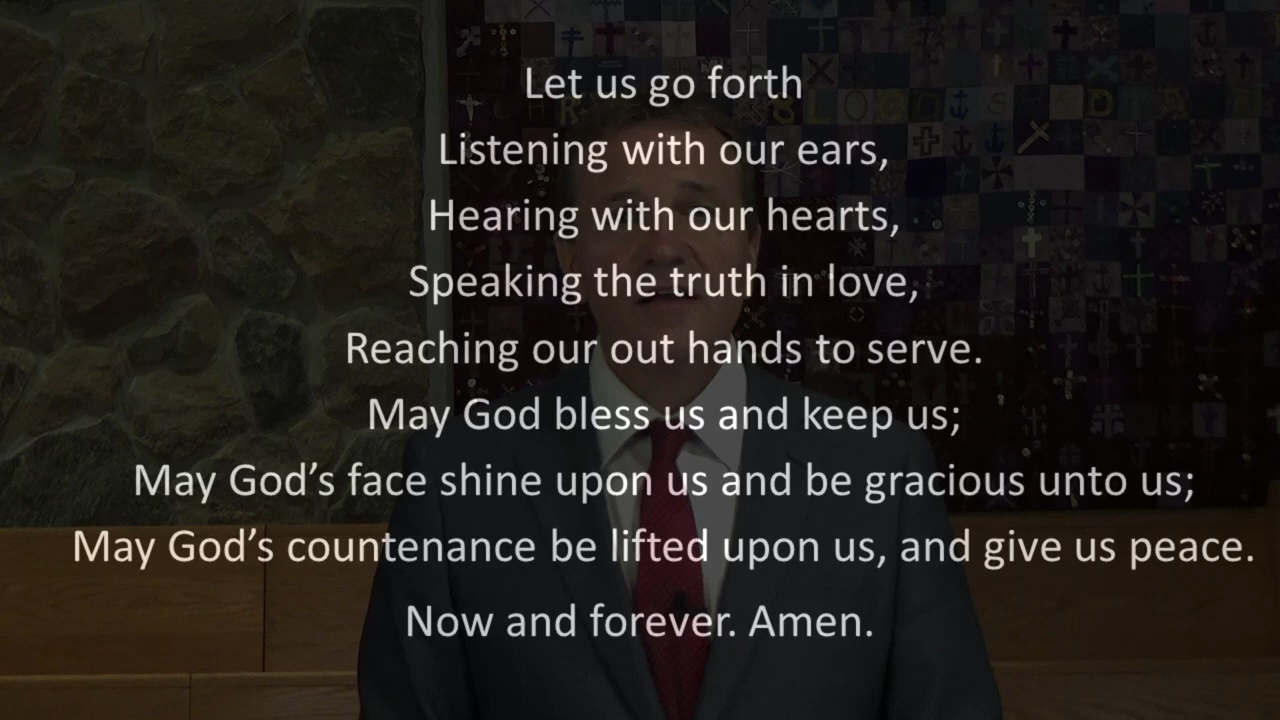 Let us go forth
Listening with our ears,
Hearing with our hearts,
Speaking the truth in love,
Reaching our out hands to serve.
May God bless us and keep us;
May God’s face shine upon us and be gracious unto us;
May God’s countenance be lifted upon us, and give us peace.
Now and forever. Amen.